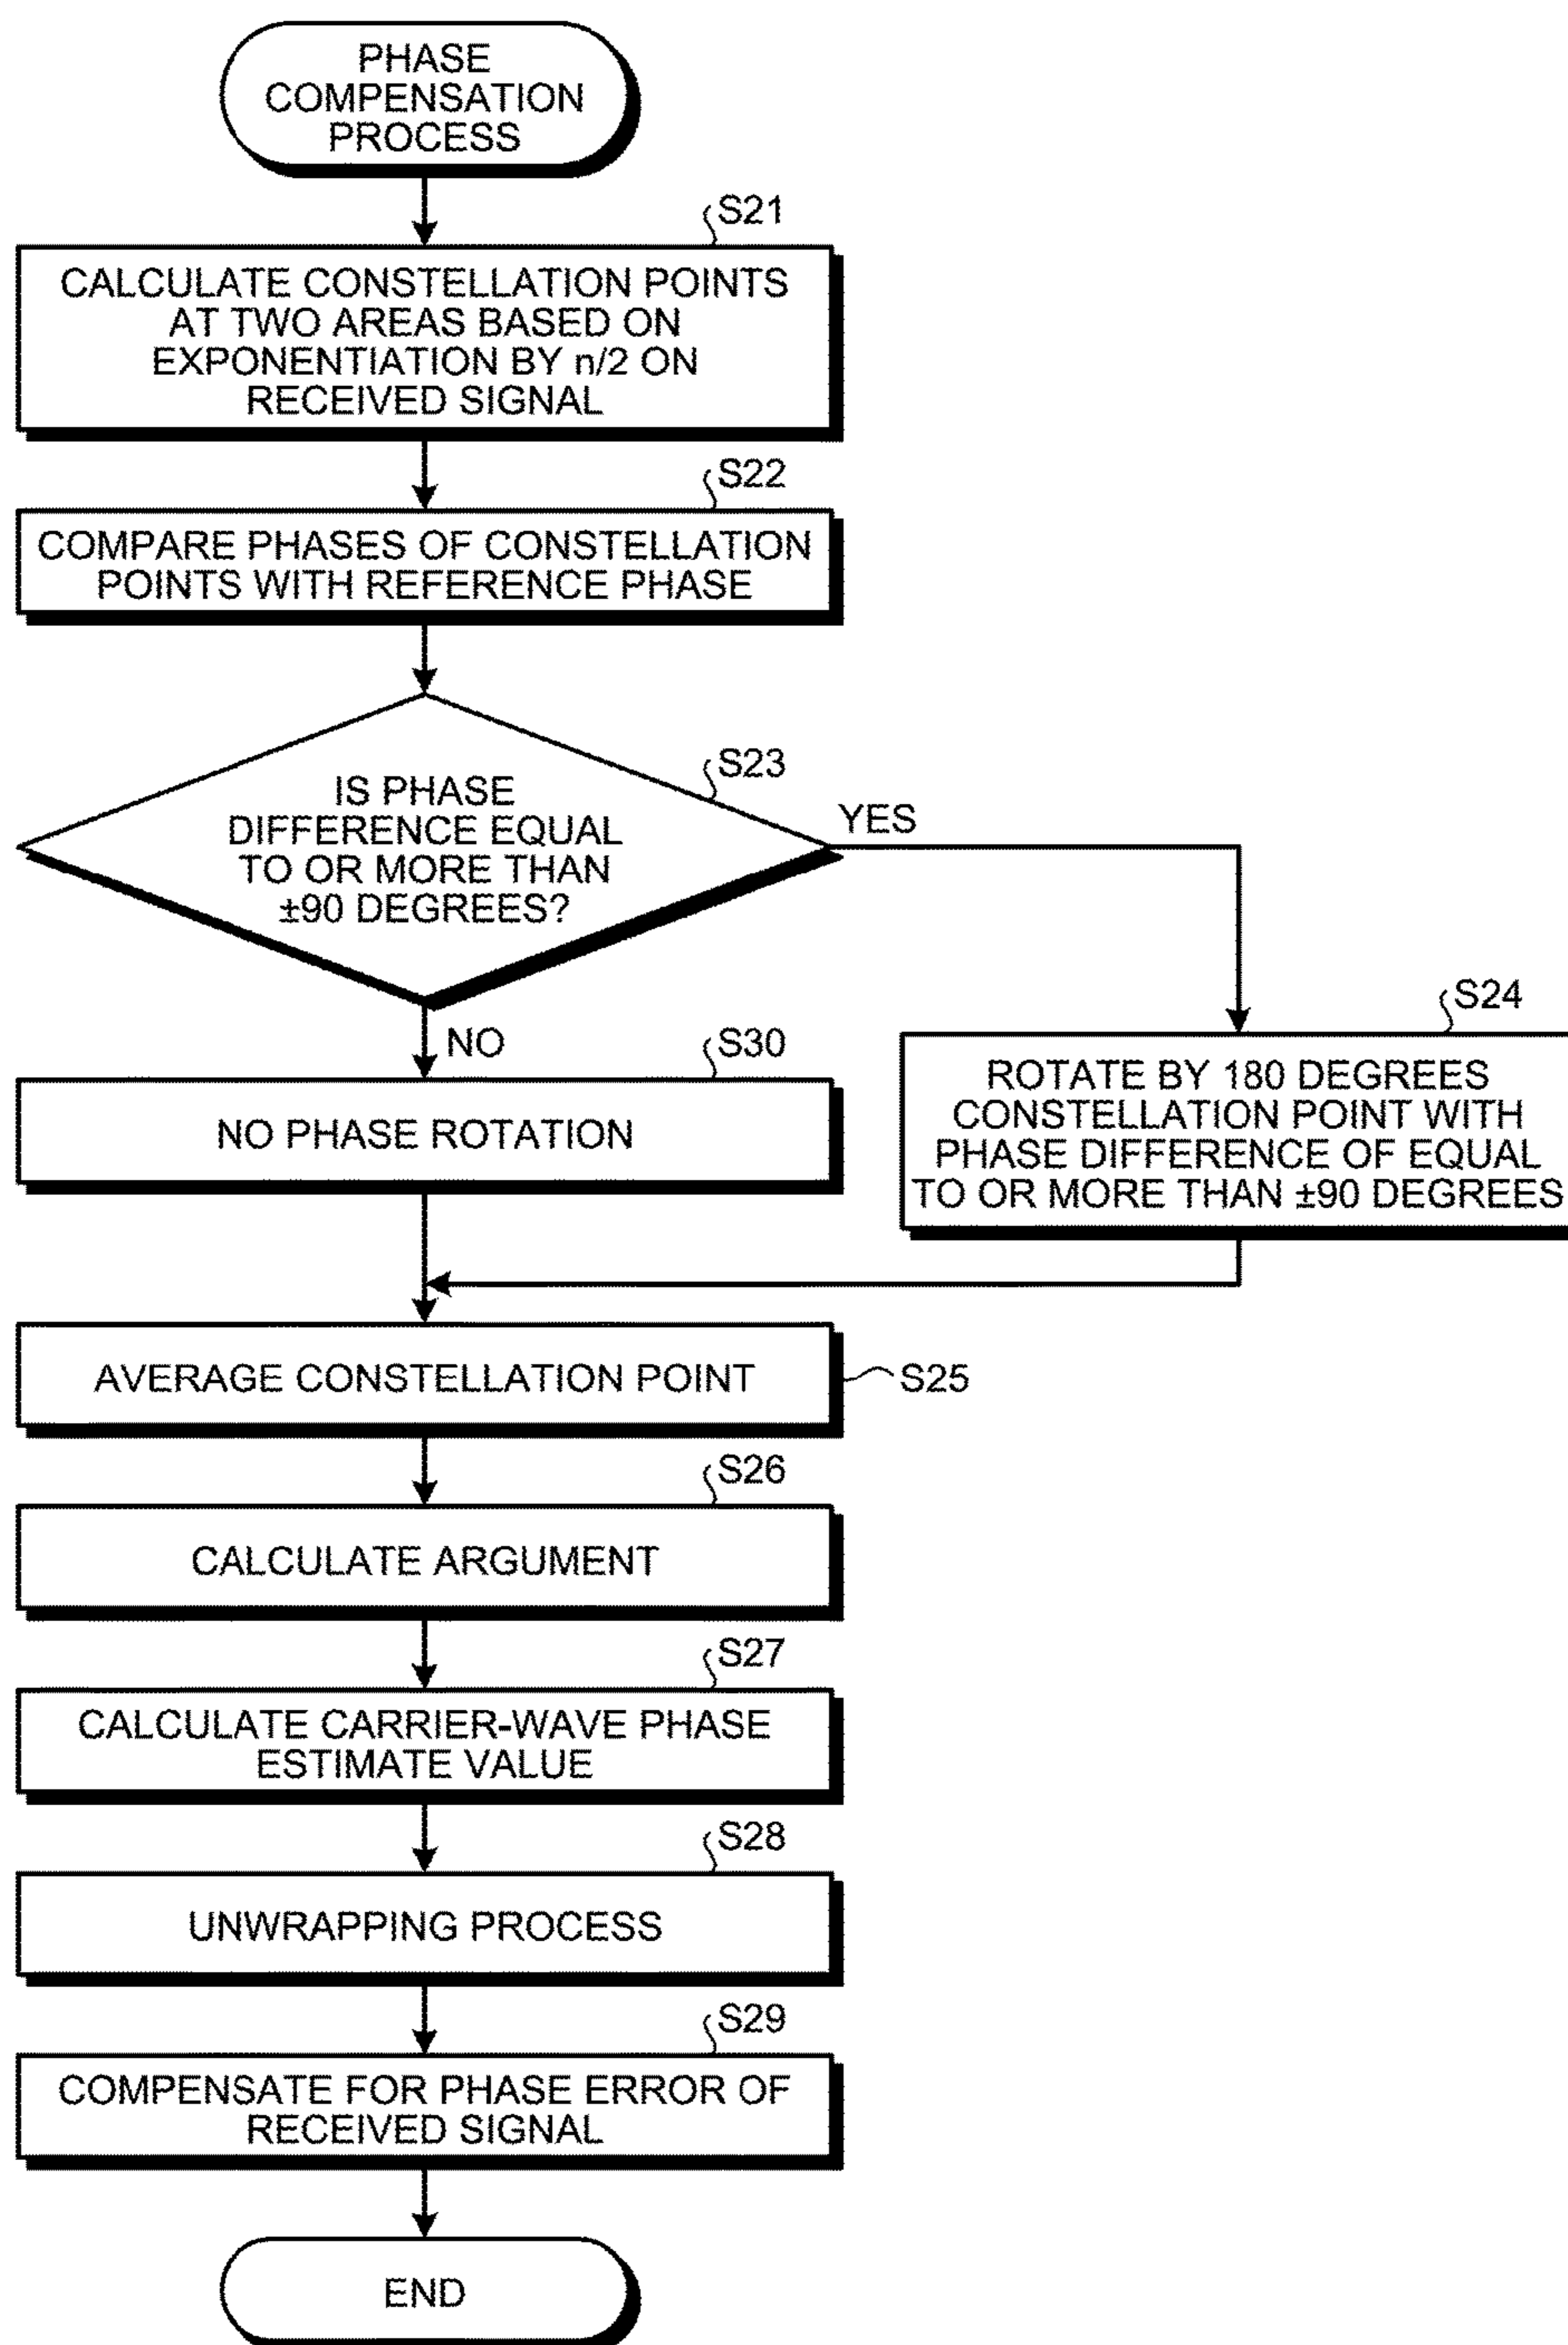 PHASE
COMPENSATION
PROCESS
S21
CALCULATE CONSTELLATION POINTS
AT TWO AREAS BASED ON
EXPONENTIATION BY n/2 ON
RECEIVED SIGNAL
S22
COMPARE PHASES OF CONSTELLATION
POINTS WITH REFERENCE PHASE
S23
IS PHASE
DIFFERENCE EQUAL
TO OR MORE THAN
±90 DEGREES?
YES
NO
S24
ROTATE BY 180 DEGREES
CONSTELLATION POINT WITH
PHASE DIFFERENCE OF EQUAL
TO OR MORE THAN ±90 DEGREES
S30
NO PHASE ROTATION
AVERAGE CONSTELLATION POINT
S25
S26
CALCULATE ARGUMENT
S27
CALCULATE CARRIER-WAVE PHASE
ESTIMATE VALUE
S28
UNWRAPPING PROCESS
S29
COMPENSATE FOR PHASE ERROR OF
RECEIVED SIGNAL
END